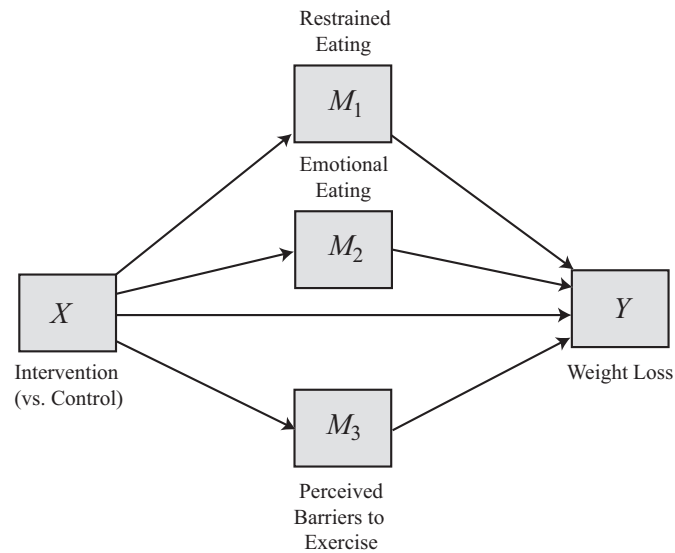 Restrained
Eating
M1
Emotional
Eating
M2
X
Y
Intervention
(vs. Control)
Weight Loss
M3
Perceived
Barriers to
Exercise